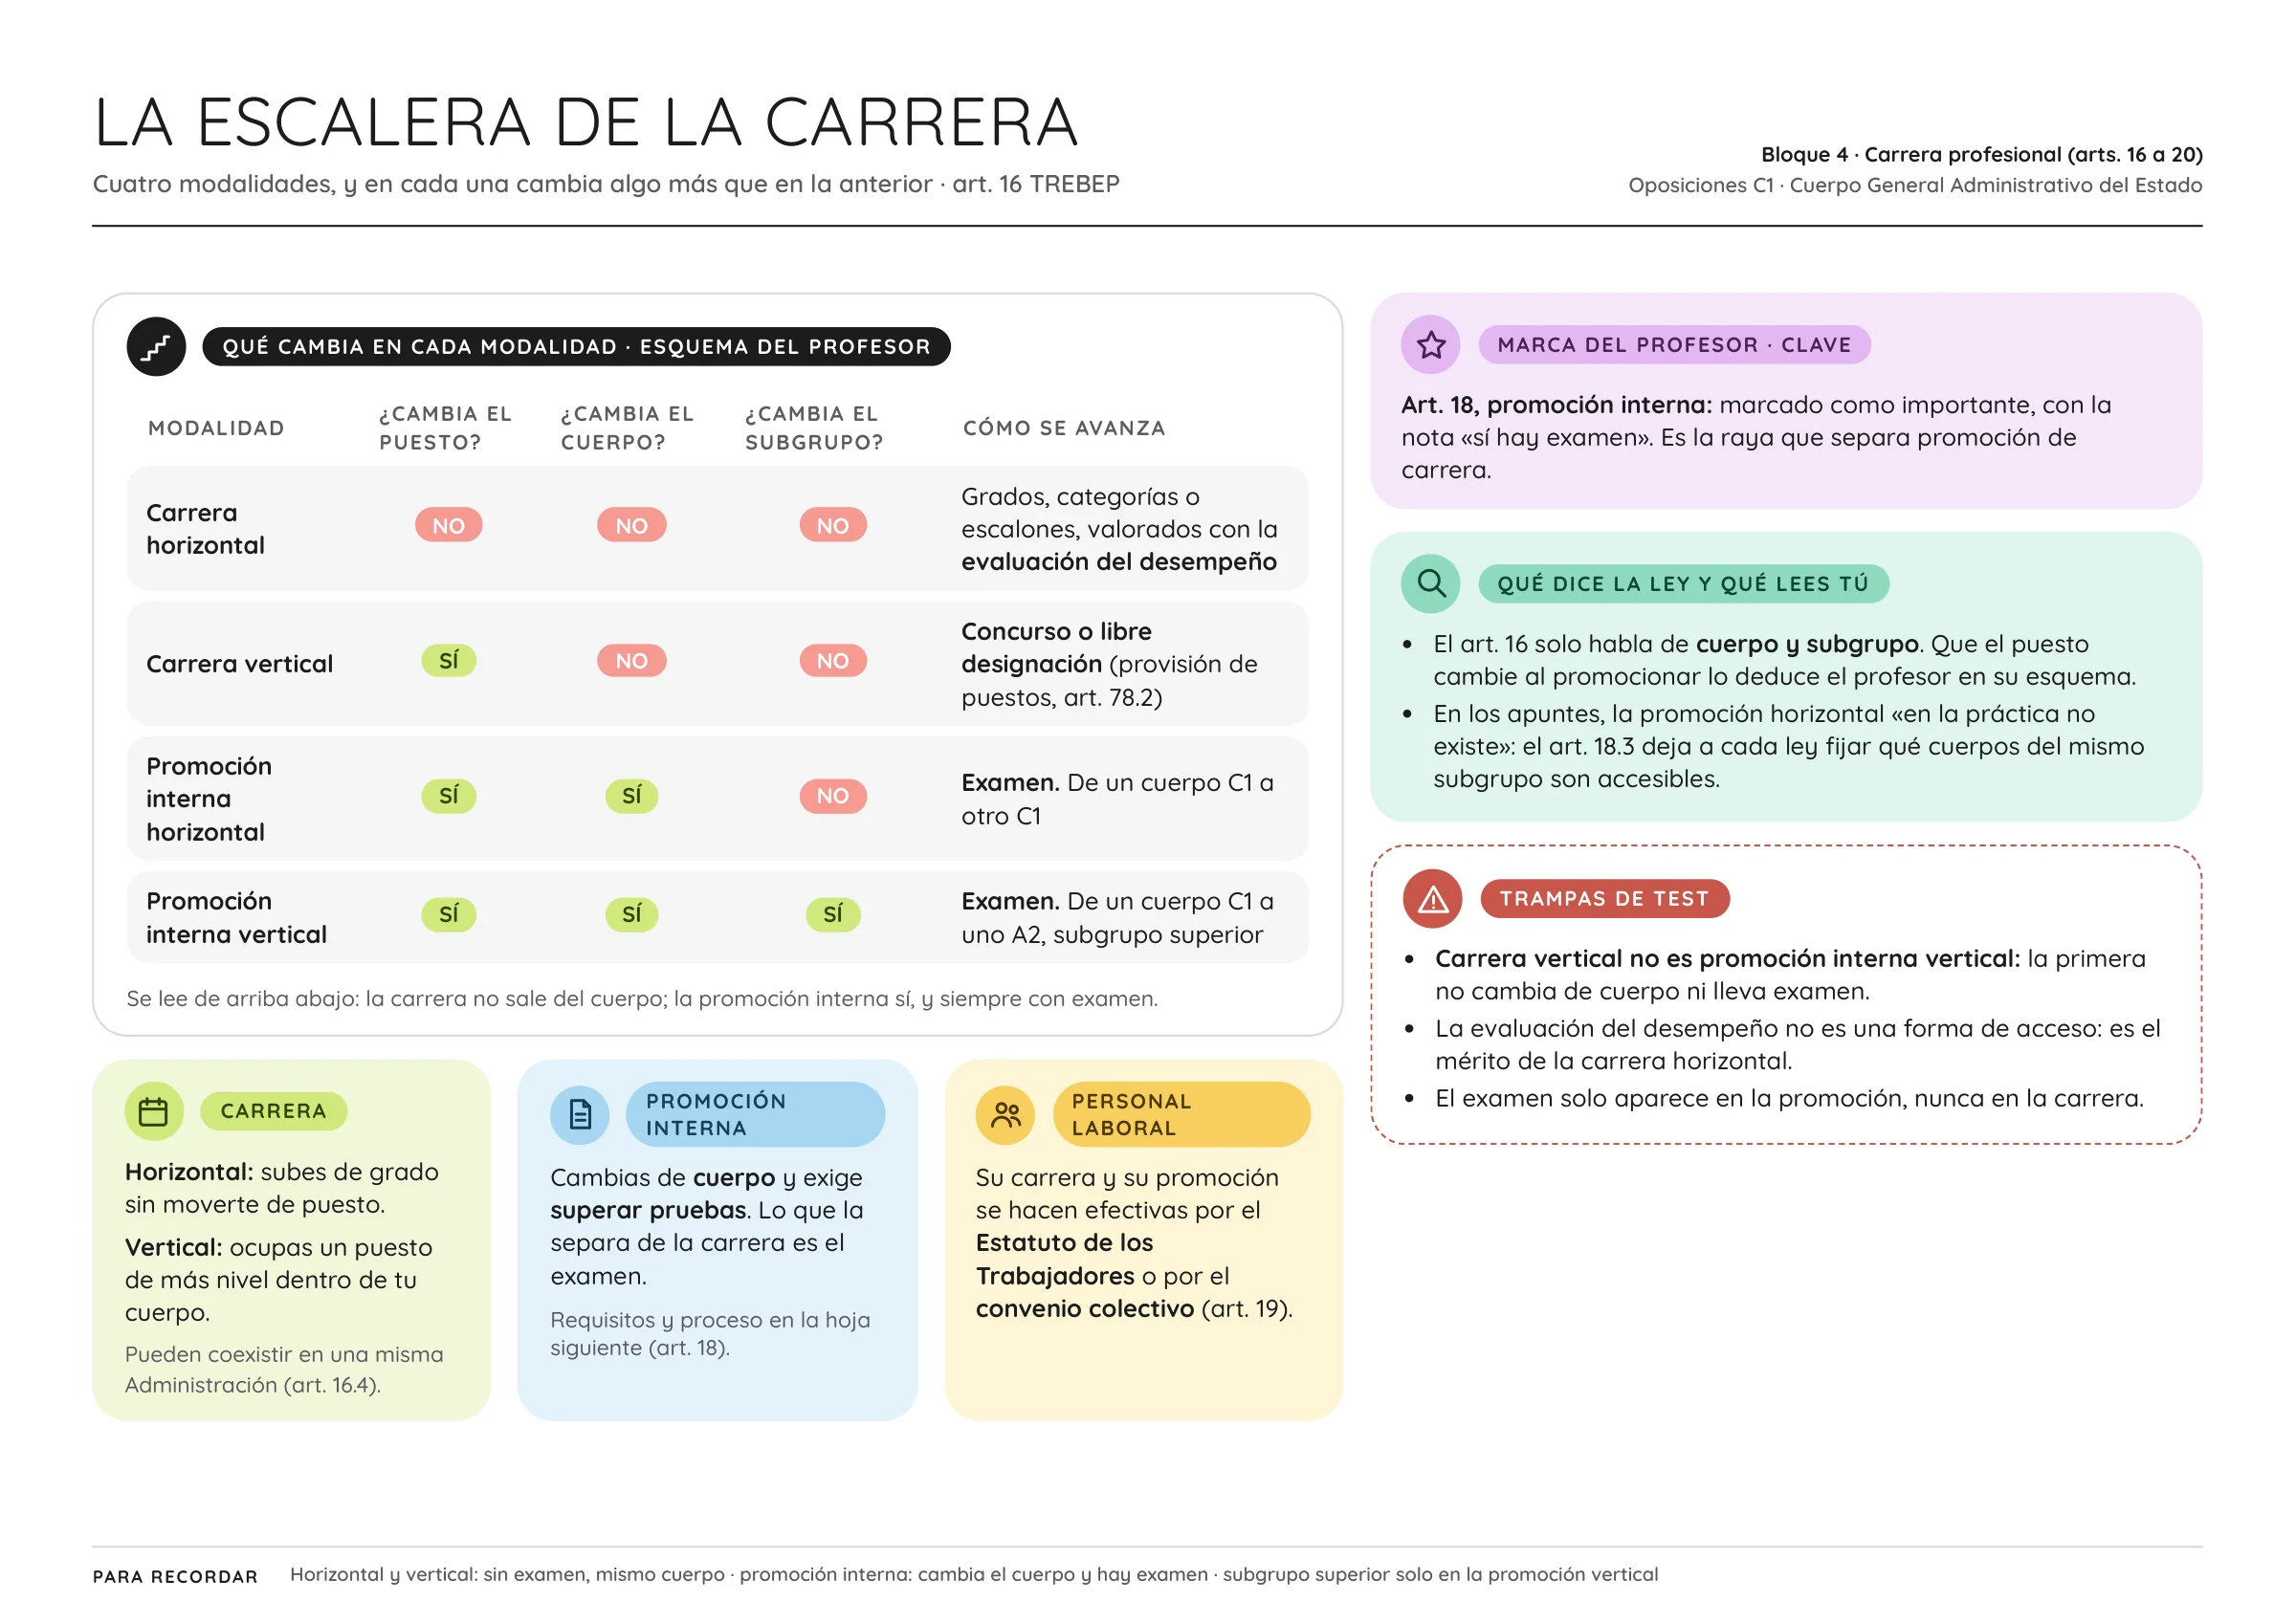 LA ESCALERA DE LA CARRERA
Cuatro modalidades, y en cada una cambia algo más que en la anterior · art. 16 TREBEP
Bloque 4 · Carrera profesional (arts. 16 a 20)
Oposiciones C1 · Cuerpo General Administrativo del Estado
QUÉ CAMBIA EN CADA MODALIDAD · ESQUEMA DEL PROFESOR
MODALIDAD
¿CAMBIA EL
PUESTO?
¿CAMBIA EL
CUERPO?
¿CAMBIA EL
SUBGRUPO?
CÓMO SE AVANZA
Carrera
horizontal
NO
NO
NO
Grados, categorías o
escalones, valorados con la
evaluación del desempeño
Carrera vertical
SÍ
NO
NO
Concurso o libre
designación (provisión de
puestos, art. 78.2)
Promoción
interna
horizontal
SÍ
SÍ
NO
Examen. De un cuerpo C1 a
otro C1
Promoción
interna vertical
SÍ
SÍ
SÍ
Examen. De un cuerpo C1 a
uno A2, subgrupo superior
Se lee de arriba abajo: la carrera no sale del cuerpo; la promoción interna sí, y siempre con examen.
CARRERA
Horizontal: subes de grado
sin moverte de puesto.
Vertical: ocupas un puesto
de más nivel dentro de tu
cuerpo.
Pueden coexistir en una misma
Administración (art. 16.4).
PROMOCIÓN
INTERNA
Cambias de cuerpo y exige
superar pruebas. Lo que la
separa de la carrera es el
examen.
Requisitos y proceso en la hoja
siguiente (art. 18).
PERSONAL
LABORAL
Su carrera y su promoción
se hacen efectivas por el
Estatuto de los
Trabajadores o por el
convenio colectivo (art. 19).
MARCA DEL PROFESOR · CLAVE
Art. 18, promoción interna: marcado como importante, con la
nota «sí hay examen». Es la raya que separa promoción de
carrera.
QUÉ DICE LA LEY Y QUÉ LEES TÚ
• El art. 16 solo habla de cuerpo y subgrupo. Que el puesto
cambie al promocionar lo deduce el profesor en su esquema.
• En los apuntes, la promoción horizontal «en la práctica no
existe»: el art. 18.3 deja a cada ley fijar qué cuerpos del mismo
subgrupo son accesibles.
TRAMPAS DE TEST
• Carrera vertical no es promoción interna vertical: la primera
no cambia de cuerpo ni lleva examen.
• La evaluación del desempeño no es una forma de acceso: es el
mérito de la carrera horizontal.
• El examen solo aparece en la promoción, nunca en la carrera.
PARA RECORDAR
Horizontal y vertical: sin examen, mismo cuerpo · promoción interna: cambia el cuerpo y hay examen · subgrupo superior solo en la promoción vertical